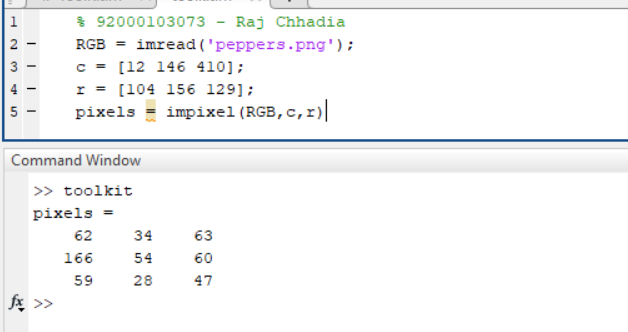 1 % 92000103073 - Raj Chhadia
2 - RGB = imread('peppers.png');
3 - c = [12 146 410];
4 - r = [104 156 129];
5 - pixels = impixel(RGB,c,r)
Command Window
>> toolkit
pixels =
62 34 63
166 54 60
59 28 47
fx >>